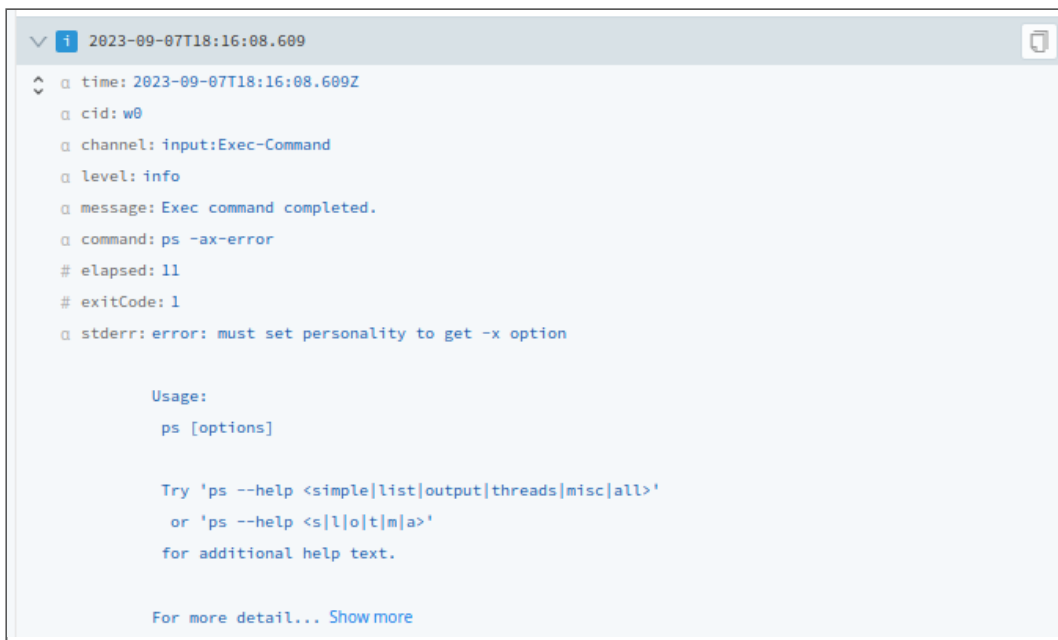 i 2023-09-07T18:16:08.609
α time: 2023-09-07T18:16:08.609Z
α cid: w0
α channel: input:Exec-Command
α level: info
α message: Exec command completed.
α command: ps -ax-error
# elapsed: 11
# exitCode: 1
α stderr: error: must set personality to get -x option
Usage:
ps [options]
Try 'ps --help <simple|list|output|threads|misc|all>'
or 'ps --help <s|l|o|t|m|a>'
for additional help text.
For more detail... Show more